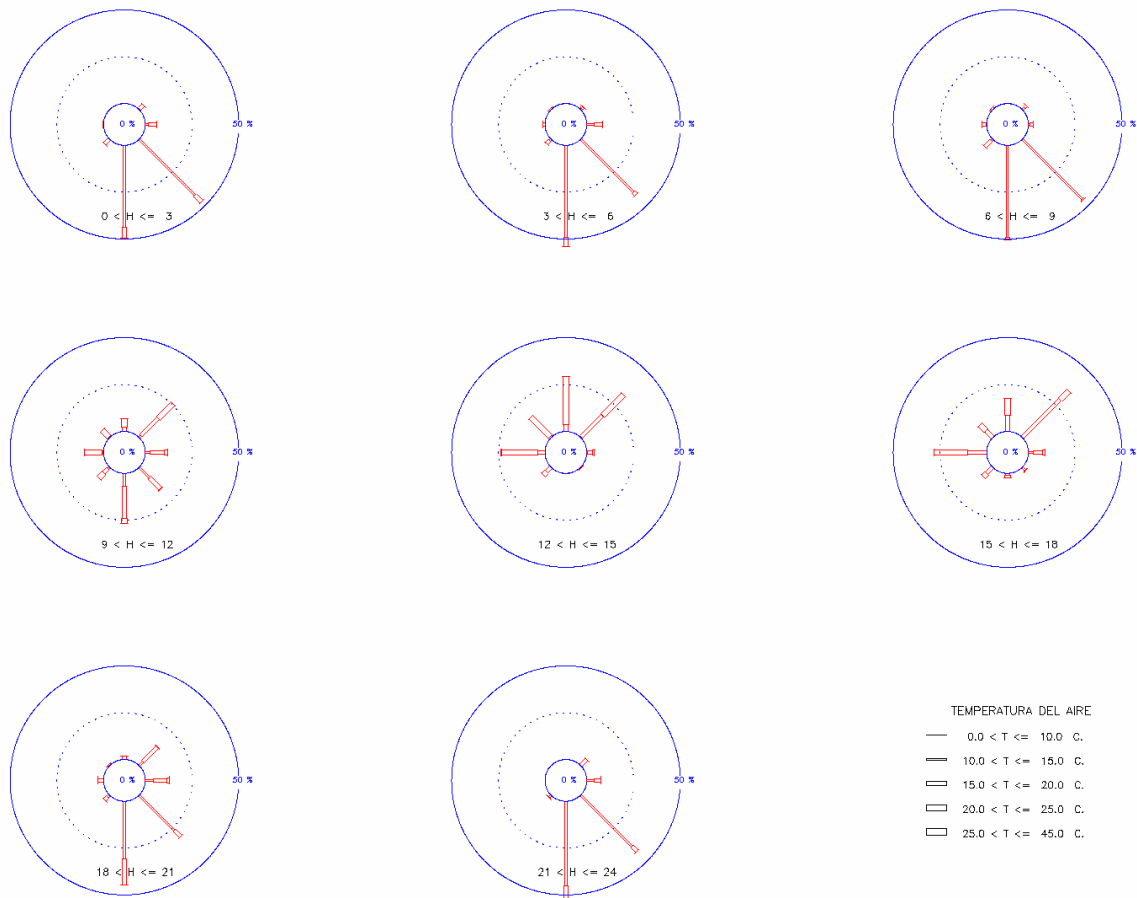 0 %
50 %
0 < H <= 3
0 %
50 %
3 < H <= 6
0 %
50 %
6 < H <= 9
0 %
50 %
9 < H <= 12
0 %
50 %
12 < H <= 15
0 %
50 %
15 < H <= 18
0 %
50 %
18 < H <= 21
0 %
50 %
21 < H <= 24
TEMPERATURA DEL AIRE
0.0 < T <= 10.0 C.
10.0 < T <= 15.0 C.
15.0 < T <= 20.0 C.
20.0 < T <= 25.0 C.
25.0 < T <= 45.0 C.